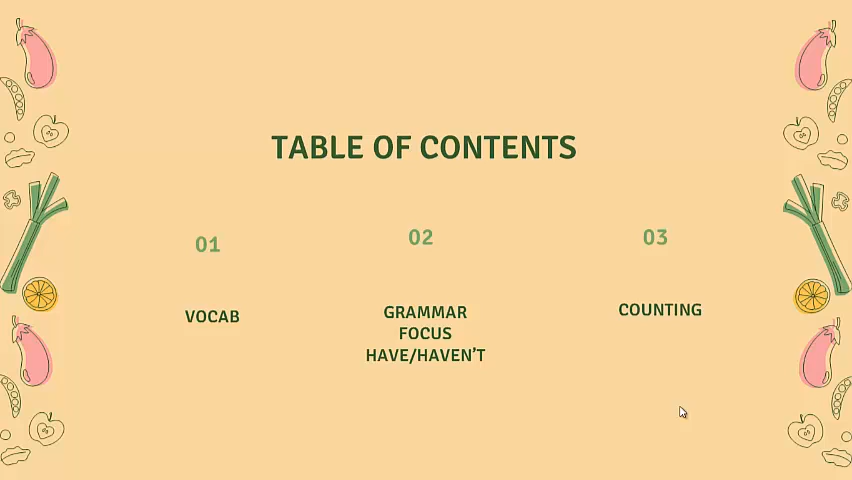 TABLE OF CONTENTS
01
VOCAB
02
GRAMMAR
FOCUS
HAVE/HAVEN'T
03
COUNTING